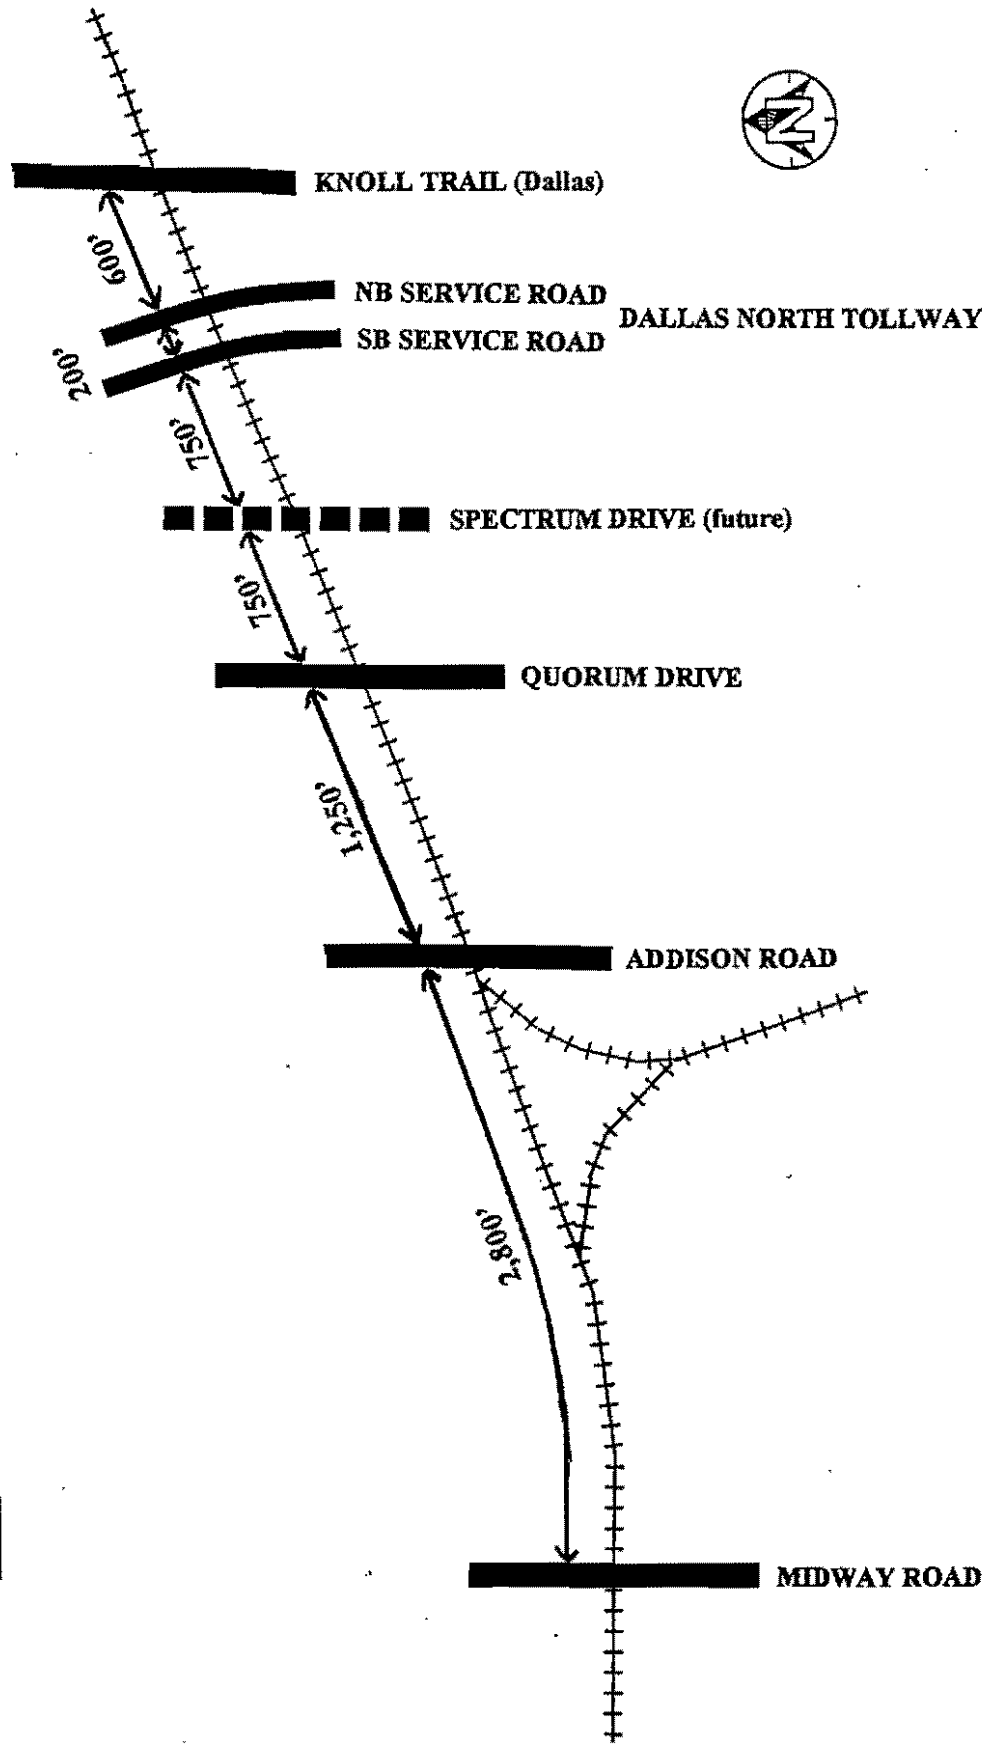 N
KNOLL TRAIL (Dallas)
600'
NB SERVICE ROAD
DALLAS NORTH TOLLWAY
SB SERVICE ROAD
200'
750'
SPECTRUM DRIVE (future)
750'
QUORUM DRIVE
1,250'
ADDISON ROAD
2,800'
MIDWAY ROAD